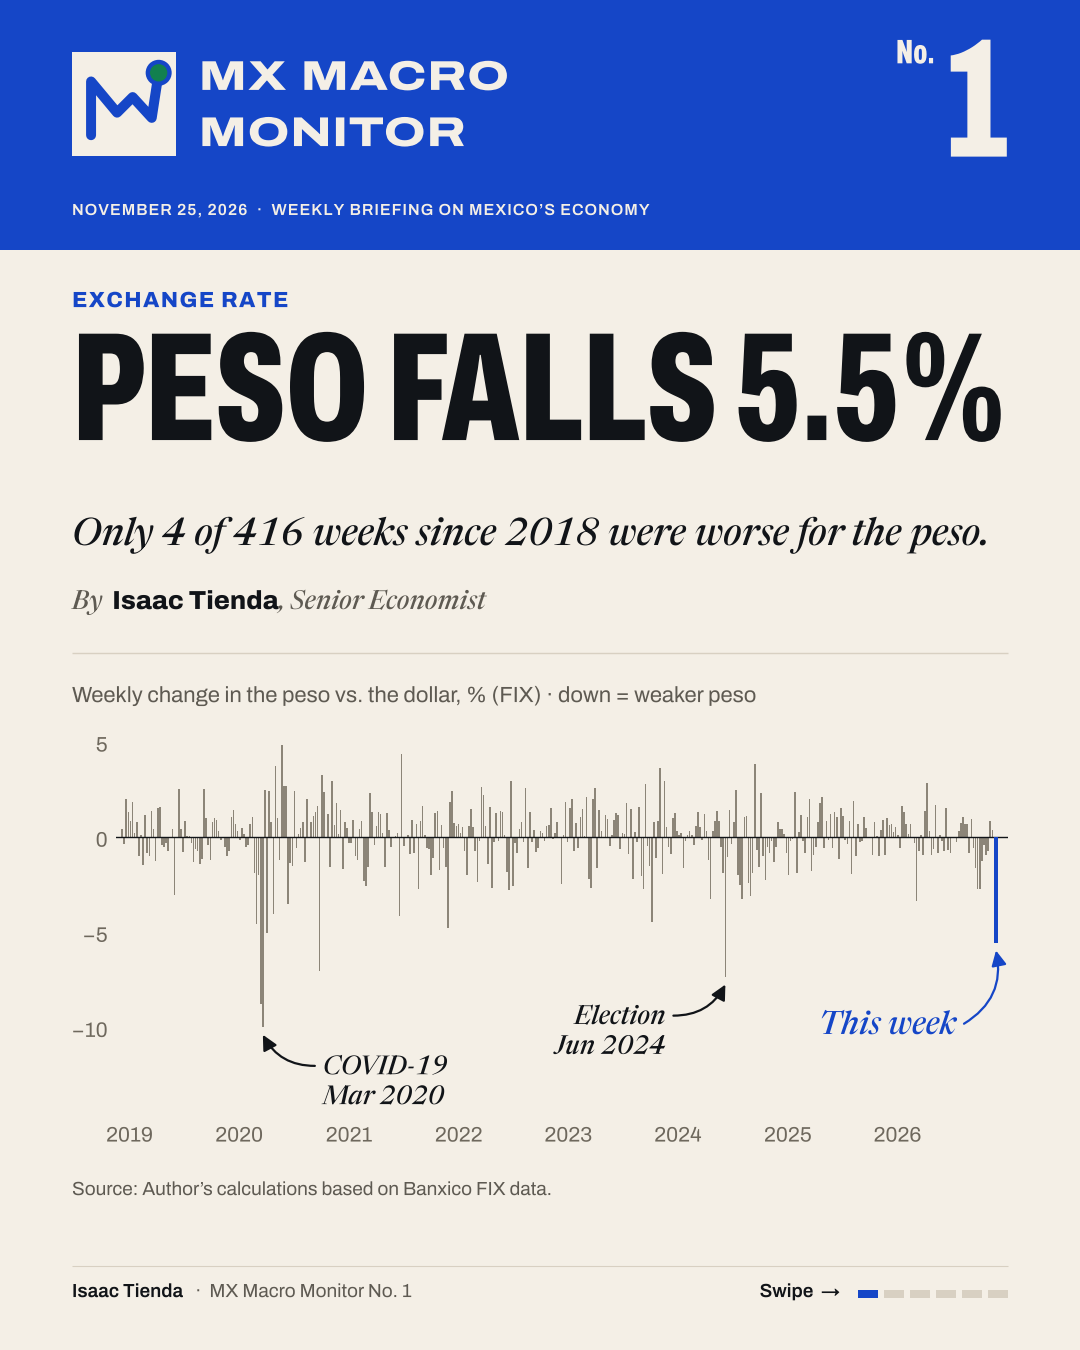 MX MACRO
MONITOR
No. 1
NOVEMBER 25, 2026 · WEEKLY BRIEFING ON MEXICO’S ECONOMY
EXCHANGE RATE
PESO FALLS 5.5%
Only 4 of 416 weeks since 2018 were worse for the peso.
By Isaac Tienda, Senior Economist
Weekly change in the peso vs. the dollar, % (FIX) · down = weaker peso
5
0
−5
−10
Election
Jun 2024
This week
COVID-19
Mar 2020
2019 2020 2021 2022 2023 2024 2025 2026
Source: Author’s calculations based on Banxico FIX data.
Isaac Tienda · MX Macro Monitor No. 1
Swipe →